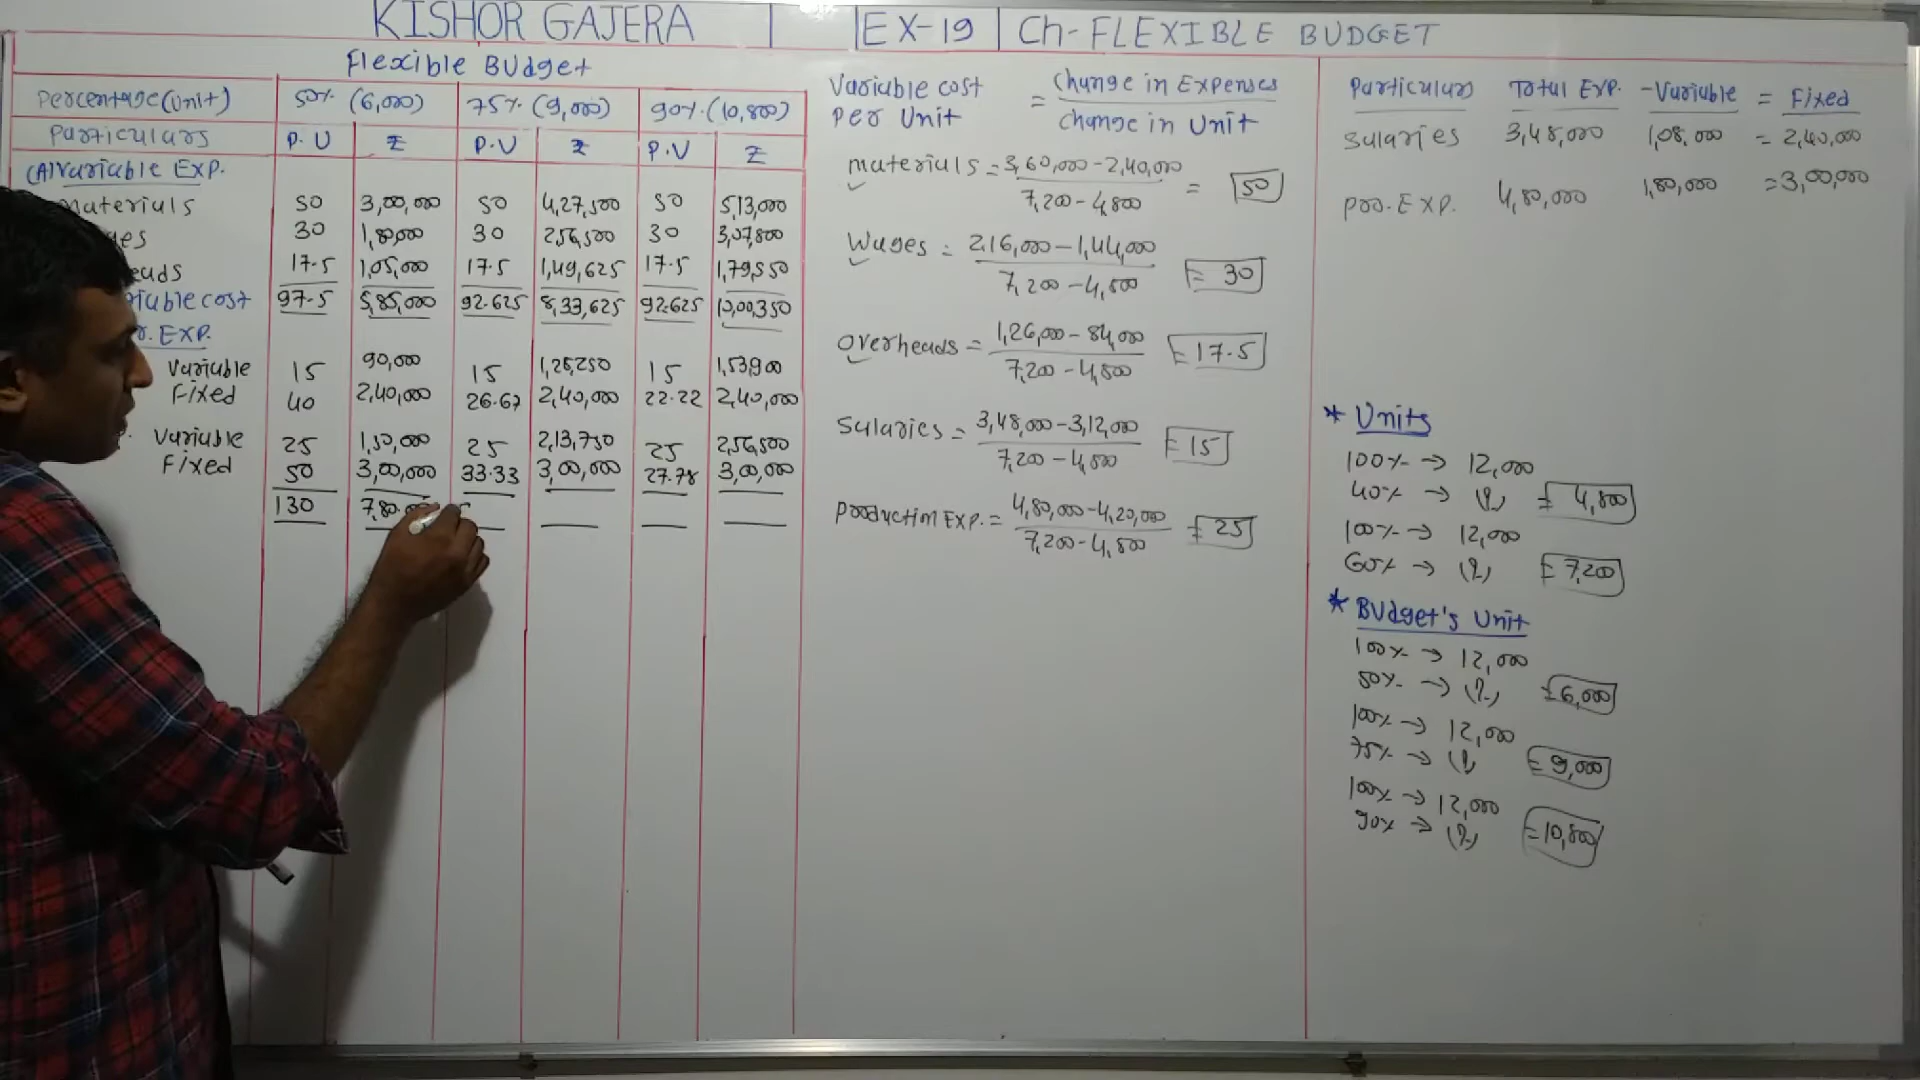 KISHOR GAJERA EX-19 Ch- FLEXIBLE BUDGET
Flexible Budget
Percentage(Unit) 50% (6,000) 75% (9,000) 90% (10,800)
Particulars P.U ₹ P.U ₹ P.U ₹
(A)Variable Exp.
materials 50 3,00,000 50 4,27,500 50 5,13,000
30 1,80,000 30 2,56,500 30 3,07,800
17.5 1,05,000 17.5 1,49,625 17.5 1,79,550
cost 97.5 5,85,000 92.625 8,33,625 92.625 10,00,350
EXP.
Variable 15 90,000 15 1,28,250 15 1,53,900
Fixed 40 2,40,000 26.67 2,40,000 22.22 2,40,000
Variable 25 1,50,000 25 2,13,750 25 2,56,500
Fixed 50 3,00,000 33.33 3,00,000 27.78 3,00,000
130
Variable cost Per Unit = Change in Expenses / Change in Unit
materials = 3,60,000 - 2,40,000 / 7,200 - 4,800 = 50
Wages = 2,16,000 - 1,44,000 / 7,200 - 4,800 = 30
Overheads = 1,26,000 - 84,000 / 7,200 - 4,800 = 17.5
Salaries = 3,48,000 - 3,12,000 / 7,200 - 4,800 = 15
Production EXP. = 4,80,000 - 4,20,000 / 7,200 - 4,800 = 25
Particulars Total Exp. - Variable = Fixed
Salaries 3,48,000 1,08,000 = 2,40,000
Pro. EXP. 4,80,000 1,80,000 = 3,00,000
* Units
100% → 12,000
40% → (?) = 4,800
100% → 12,000
60% → (?) = 7,200
* Budget's Unit
100% → 12,000
50% → (?) = 6,000
100% → 12,000
75% → (?) = 9,000
100% → 12,000
90% → (?) = 10,800